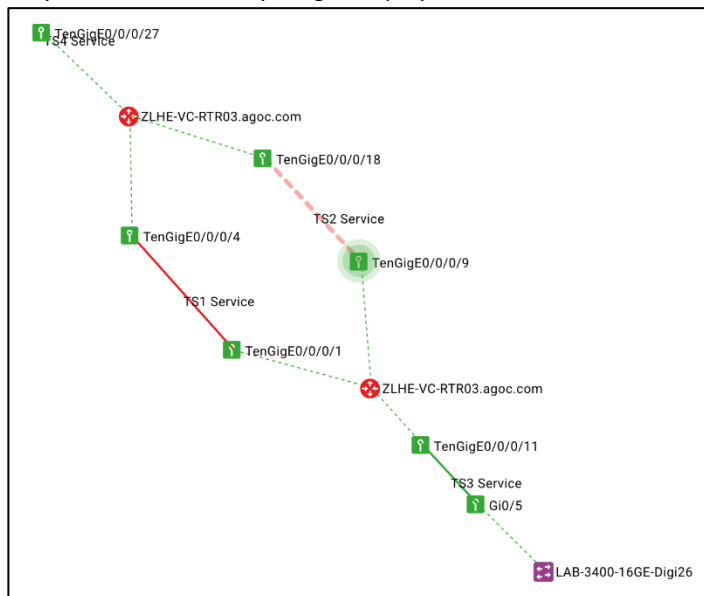 TenGigE0/0/0/27
TS4 Service
ZLHE-VC-RTR03.agoc.com
TenGigE0/0/0/18
TS2 Service
TenGigE0/0/0/4
TenGigE0/0/0/9
TS1 Service
TenGigE0/0/0/1
ZLHE-VC-RTR03.agoc.com
TenGigE0/0/0/11
TS3 Service
Gi0/5
LAB-3400-16GE-Digi26